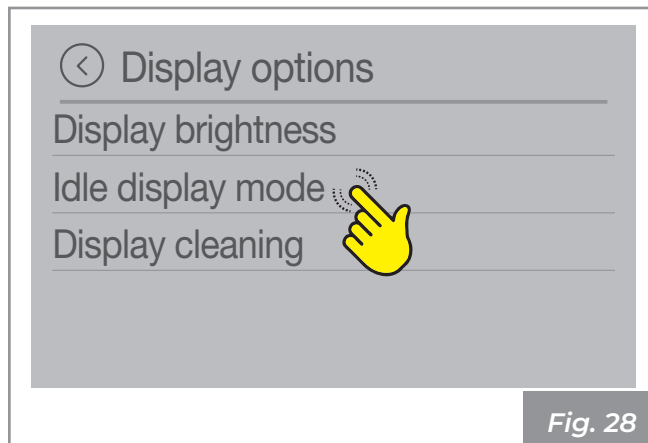 Display options
Display brightness
Idle display mode
Display cleaning
Fig. 28